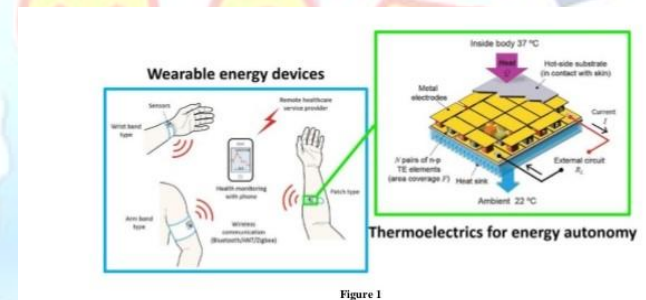 Wearable energy devices
Sensors
Wrist band
type
Remote healthcare
service provider
Health monitoring
with phone
Patch type
Arm band
type
Wireless
communication
(Bluetooth/ANT/Zigbee)
Inside body 37 °C
Heat
Hot-side substrate
(in contact with skin)
Metal
electrodes
Current
I
N pairs of n-p
TE elements
(area coverage F)
Heat sink
External circuit
Ambient 22 °C
Thermoelectrics for energy autonomy
Figure 1